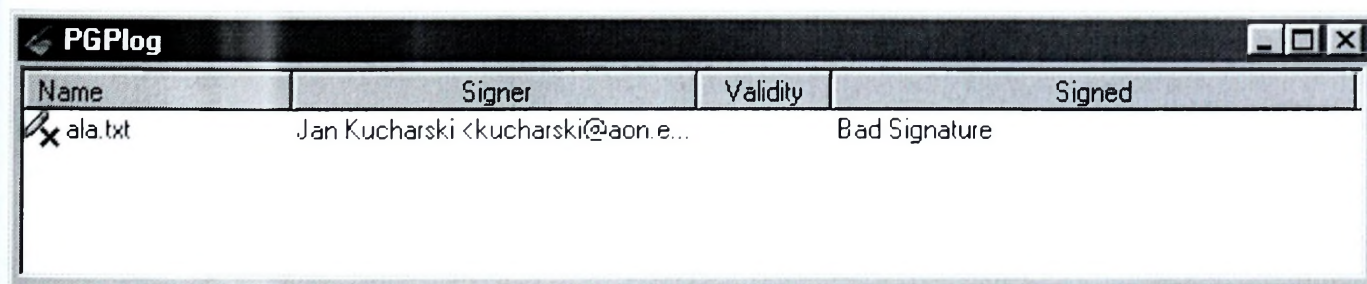 PGPlog
Name Signer Validity Signed
ala.txt Jan Kucharski <kucharski@aon.e... Bad Signature